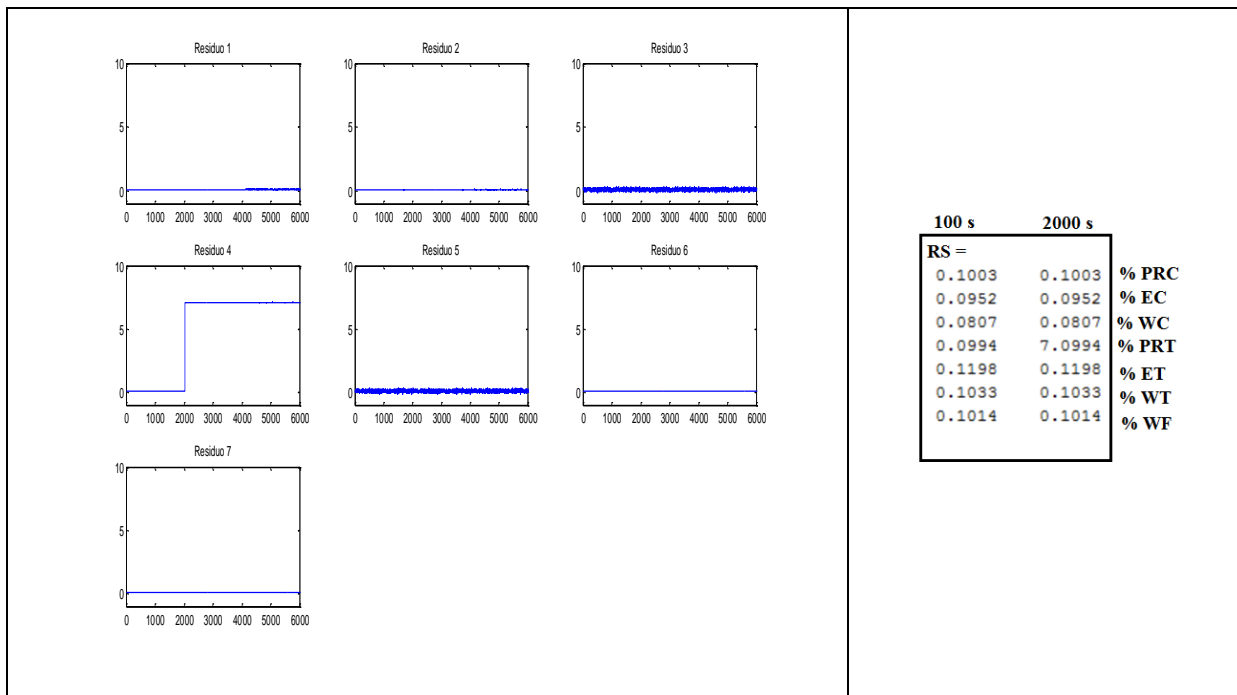 Residuo 1
10
5
0
0 1000 2000 3000 4000 5000 6000
Residuo 2
10
5
0
0 1000 2000 3000 4000 5000 6000
Residuo 3
10
5
0
0 1000 2000 3000 4000 5000 6000
Residuo 4
10
5
0
0 1000 2000 3000 4000 5000 6000
Residuo 5
10
5
0
0 1000 2000 3000 4000 5000 6000
Residuo 6
10
5
0
0 1000 2000 3000 4000 5000 6000
Residuo 7
10
5
0
0 1000 2000 3000 4000 5000 6000
100 s 2000 s
RS =
0.1003 0.1003 % PRC
0.0952 0.0952 % EC
0.0807 0.0807 % WC
0.0994 7.0994 % PRT
0.1198 0.1198 % ET
0.1033 0.1033 % WT
0.1014 0.1014 % WF